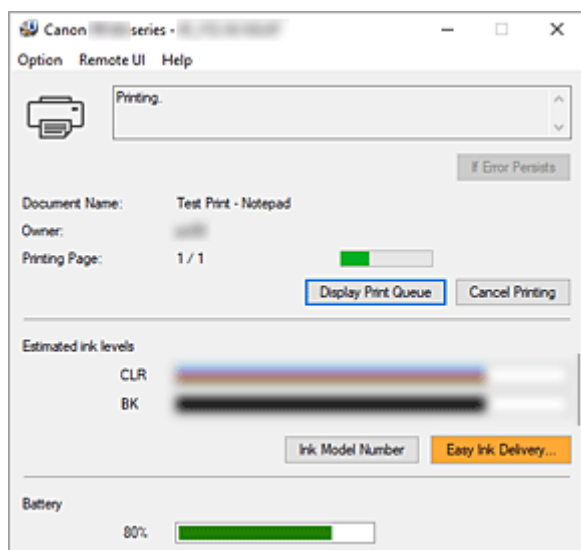 Canon series -
Option Remote UI Help
Printing.
If Error Persists
Document Name: Test Print - Notepad
Owner:
Printing Page: 1 / 1
Display Print Queue Cancel Printing
Estimated ink levels
CLR
BK
Ink Model Number Easy Ink Delivery...
Battery
80%